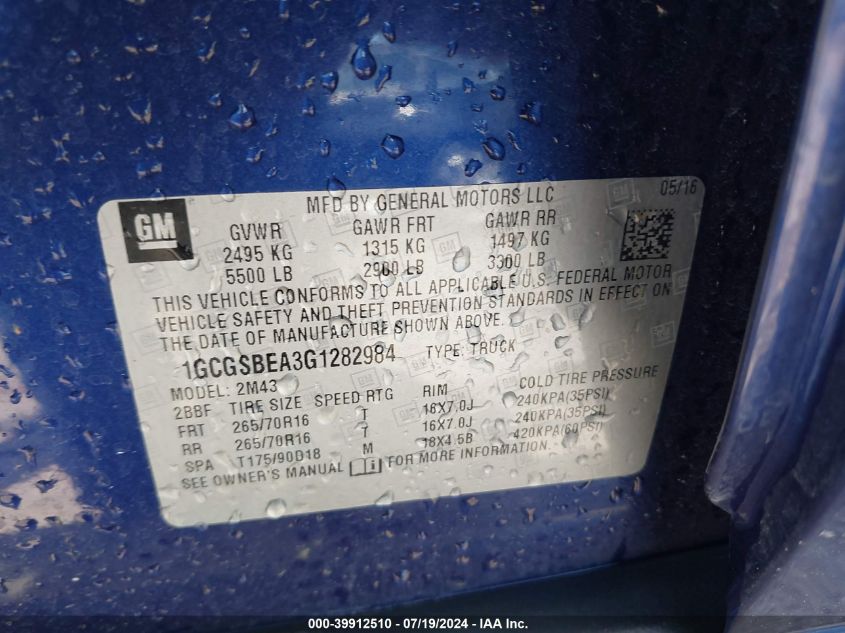 MFD BY GENERAL MOTORS LLC 05/16
GM GVWR GAWR FRT GAWR RR
2495 KG 1315 KG 1497 KG
5500 LB 2900 LB 3300 LB
THIS VEHICLE CONFORMS TO ALL APPLICABLE U.S. FEDERAL MOTOR
VEHICLE SAFETY AND THEFT PREVENTION STANDARDS IN EFFECT ON
THE DATE OF MANUFACTURE SHOWN ABOVE.
1GCGSBEA3G1282984 TYPE: TRUCK
MODEL: 2M43
2BBF TIRE SIZE SPEED RTG RIM COLD TIRE PRESSURE
FRT 265/70R16 T 16X7.0J 240KPA(35PSI)
RR 265/70R16 T 16X7.0J 240KPA(35PSI)
SPA T175/90D18 M 18X4.5B 420KPA(60PSI)
SEE OWNER'S MANUAL FOR MORE INFORMATION.
000-39912510 - 07/19/2024 - IAA Inc.